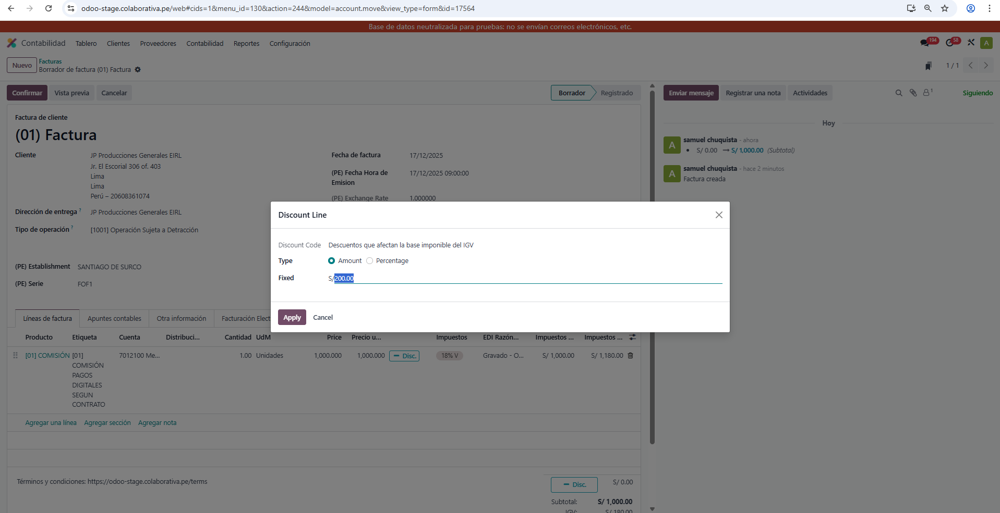 odoo-stage.colaborativa.pe/web#cids=1&menu_id=130&action=244&model=account.move&view_type=form&id=17564
Base de datos neutralizada para pruebas: no se envían correos electrónicos, etc.
Contabilidad Tablero Clientes Proveedores Contabilidad Reportes Configuración 194 58 A
Nuevo Facturas
Borrador de factura (01) Factura 1 / 1
Confirmar Vista previa Cancelar Borrador Registrado Enviar mensaje Registrar una nota Actividades 1 Siguiendo
Factura de cliente
(01) Factura
Hoy
Cliente JP Producciones Generales EIRL
Jr. El Escorial 306 of. 403
Lima
Lima
Perú – 20608361074
Dirección de entrega ? JP Producciones Generales EIRL
Tipo de operación ? [1001] Operación Sujeta a Detracción
(PE) Establishment SANTIAGO DE SURCO
(PE) Serie FOF1
Fecha de factura 17/12/2025
(PE) Fecha Hora de Emision 17/12/2025 09:00:00
(PE) Exchange Rate 1.000000
A samuel chuquista - ahora
S/ 0.00 → S/ 1,000.00 (Subtotal)
A samuel chuquista - hace 2 minutos
Factura creada
Discount Line
Discount Code Descuentos que afectan la base imponible del IGV
Type Amount Percentage
Fixed S/200.00
Apply Cancel
Líneas de factura Apuntes contables Otra información Facturación Elect
Producto Etiqueta Cuenta Distribuci... Cantidad UdM Price Precio u... Impuestos EDI Razón... Impuestos ... Impuestos ...
[01] COMISIÓN [01] 7012100 Me... 1.00 Unidades 1,000.000 1,000.000 Disc. 18% V Gravado - O... S/ 1,000.00 S/ 1,180.00
COMISIÓN
PAGOS
DIGITALES
SEGUN
CONTRATO
Agregar una línea Agregar sección Agregar nota
Términos y condiciones: https://odoo-stage.colaborativa.pe/terms
Disc. S/ 0.00
Subtotal: S/ 1,000.00
IGV: S/ 180.00